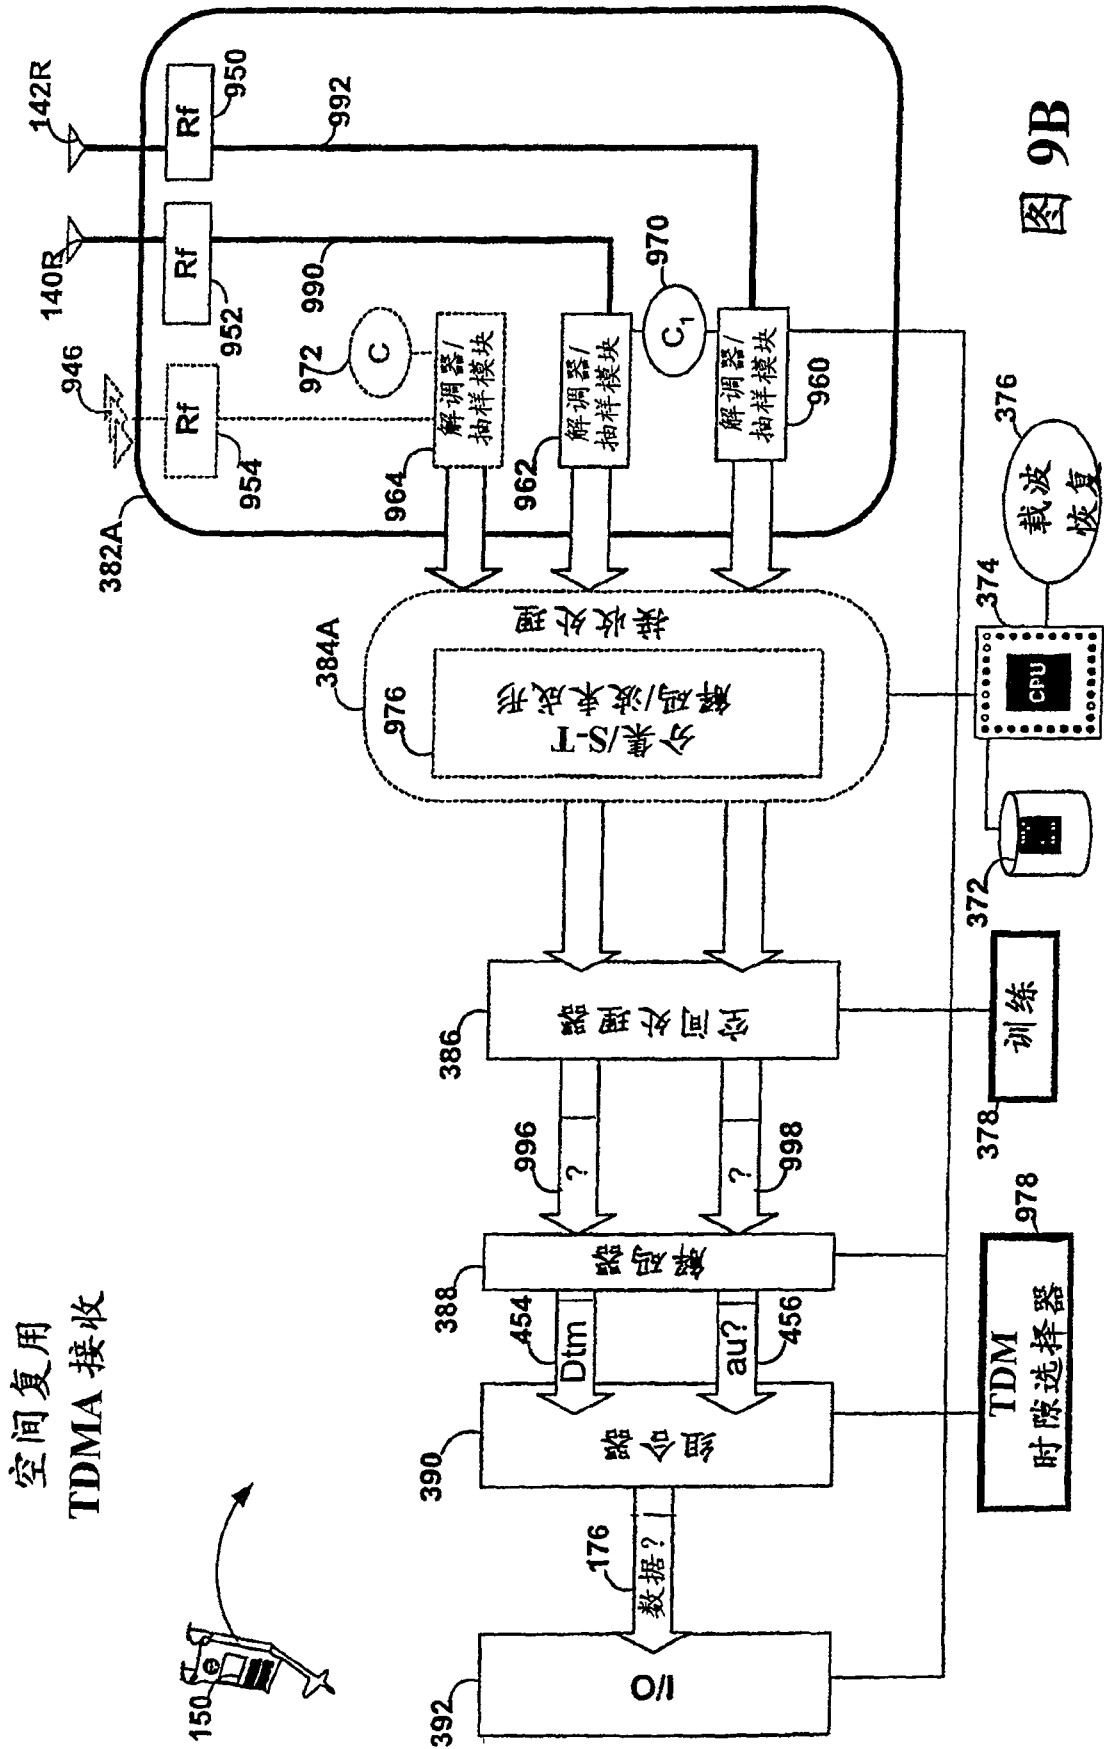 空间复用
TDMA 接收
150
392
I/O
176
数据?
390
组合器
454
Dtm
456
au?
388
解码器
996
?
998
?
386
空间处理器
384A
接收处理
976
分集/S-T
解码/波束成形
382A
946
140R
142R
954
Rf
952
Rf
950
Rf
990
992
972
C
970
C1
964
解调器/
抽样模块
962
解调器/
抽样模块
960
解调器/
抽样模块
TDM
时隙选择器
978
378
训练
372
374
CPU
376
载波
恢复
图 9B